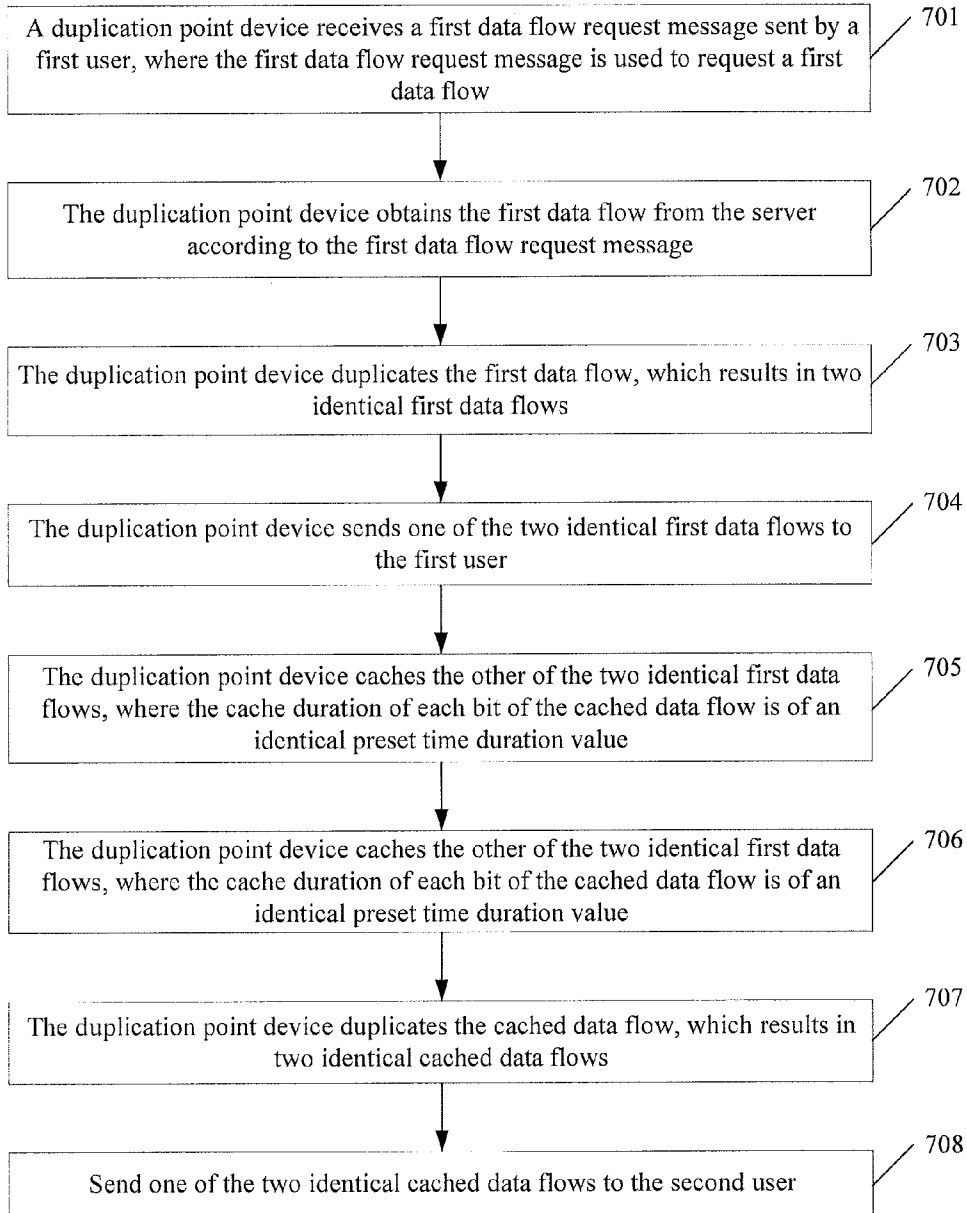 A duplication point device receives a first data flow request message sent by a
first user, where the first data flow request message is used to request a first
data flow
701
The duplication point device obtains the first data flow from the server
according to the first data flow request message
702
The duplication point device duplicates the first data flow, which results in two
identical first data flows
703
The duplication point device sends one of the two identical first data flows to
the first user
704
The duplication point device caches the other of the two identical first data
flows, where the cache duration of each bit of the cached data flow is of an
identical preset time duration value
705
The duplication point device caches the other of the two identical first data
flows, where the cache duration of each bit of the cached data flow is of an
identical preset time duration value
706
The duplication point device duplicates the cached data flow, which results in
two identical cached data flows
707
Send one of the two identical cached data flows to the second user
708